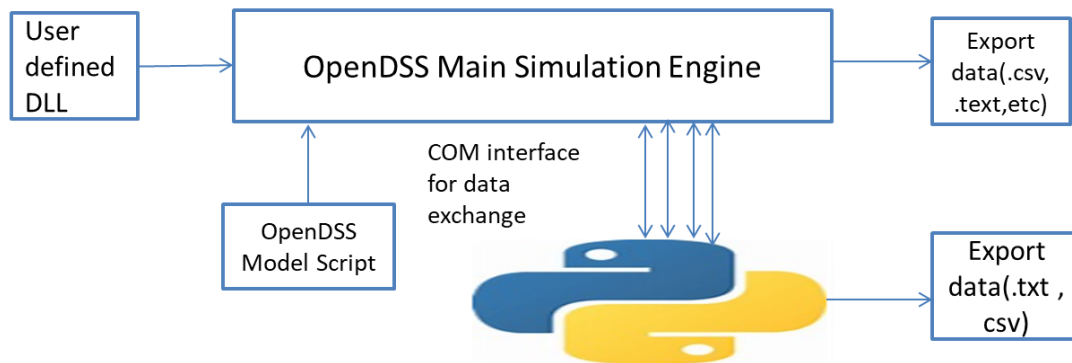 User
defined
DLL
OpenDSS Main Simulation Engine
Export
data(.csv,
.text,etc)
COM interface
for data
exchange
OpenDSS
Model Script
Export
data(.txt ,
csv)